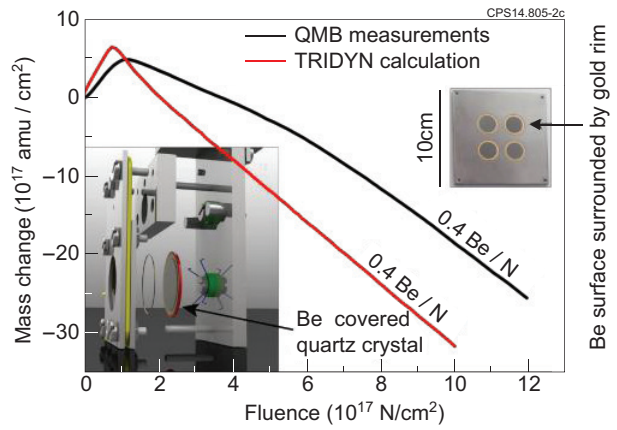 CPS14.805-2c
10
0
-10
-20
-30
Mass change (10¹⁷ amu / cm²)
QMB measurements
TRIDYN calculation
10cm
Be surface surrounded by gold rim
0.4 Be / N
0.4 Be / N
Be covered
quartz crystal
0 2 4 6 8 10 12
Fluence (10¹⁷ N/cm²)